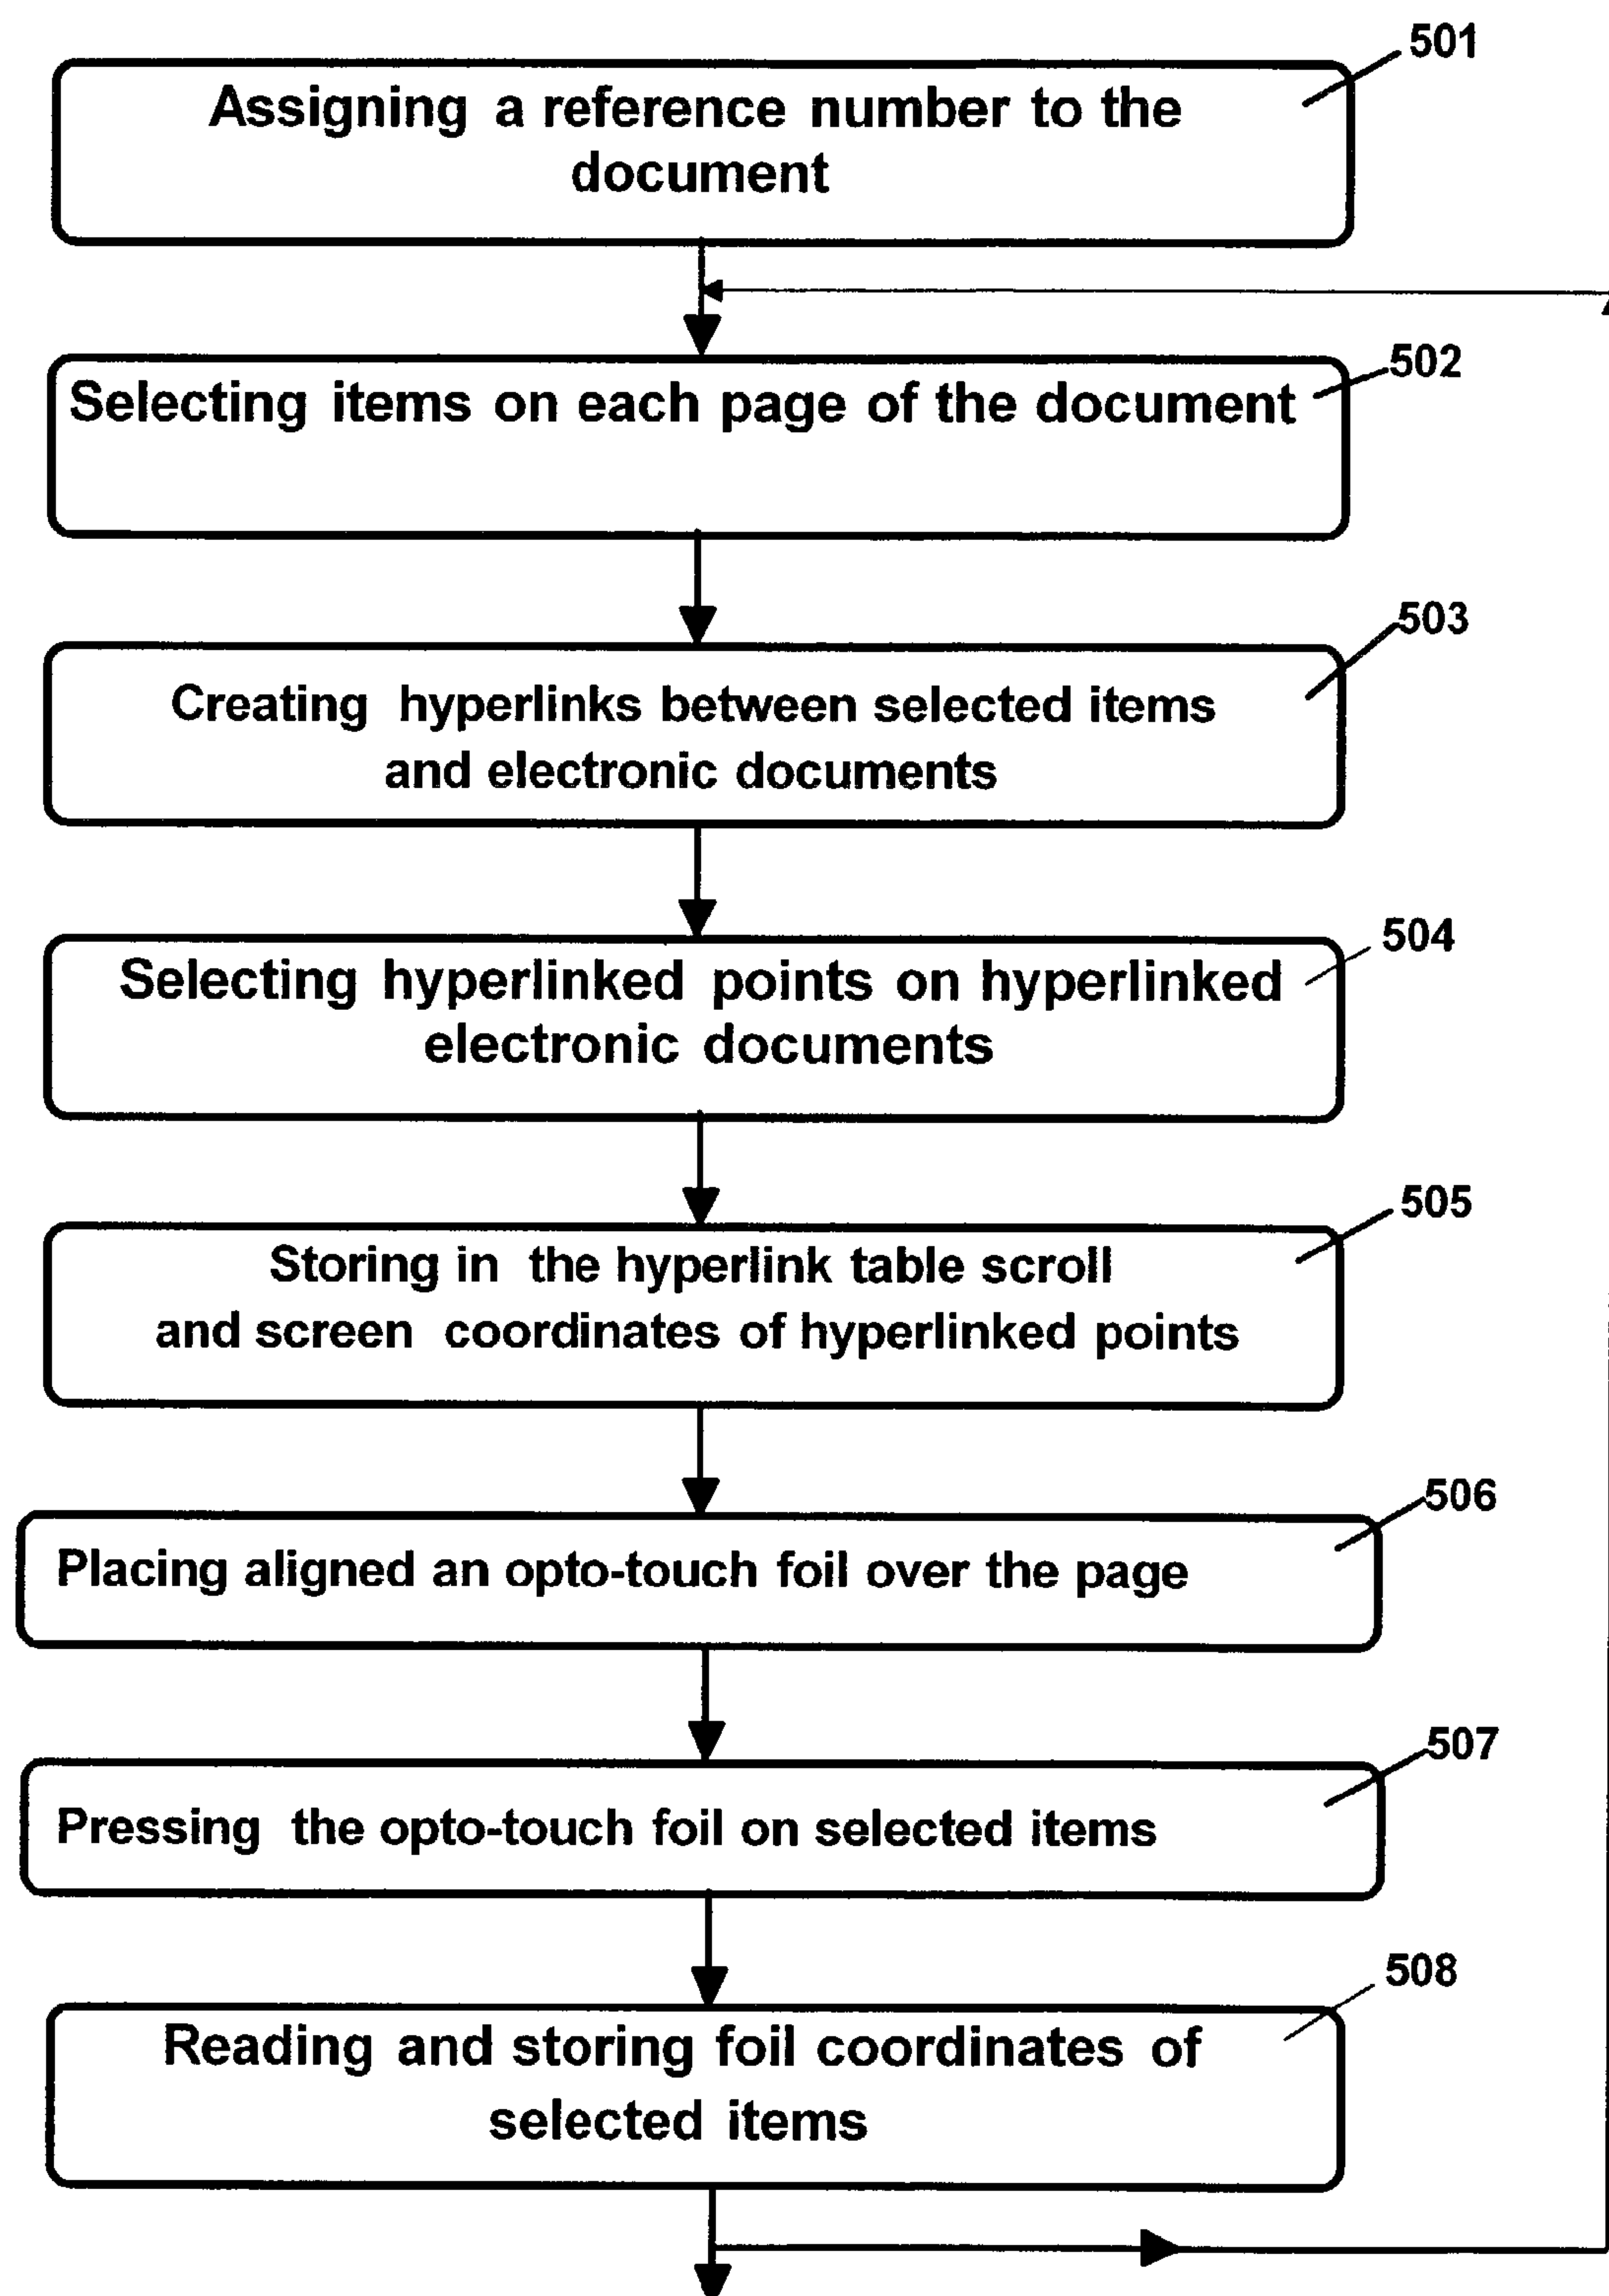 501
Assigning a reference number to the
document
502
Selecting items on each page of the document
503
Creating hyperlinks between selected items
and electronic documents
504
Selecting hyperlinked points on hyperlinked
electronic documents
505
Storing in the hyperlink table scroll
and screen coordinates of hyperlinked points
506
Placing aligned an opto-touch foil over the page
507
Pressing the opto-touch foil on selected items
508
Reading and storing foil coordinates of
selected items